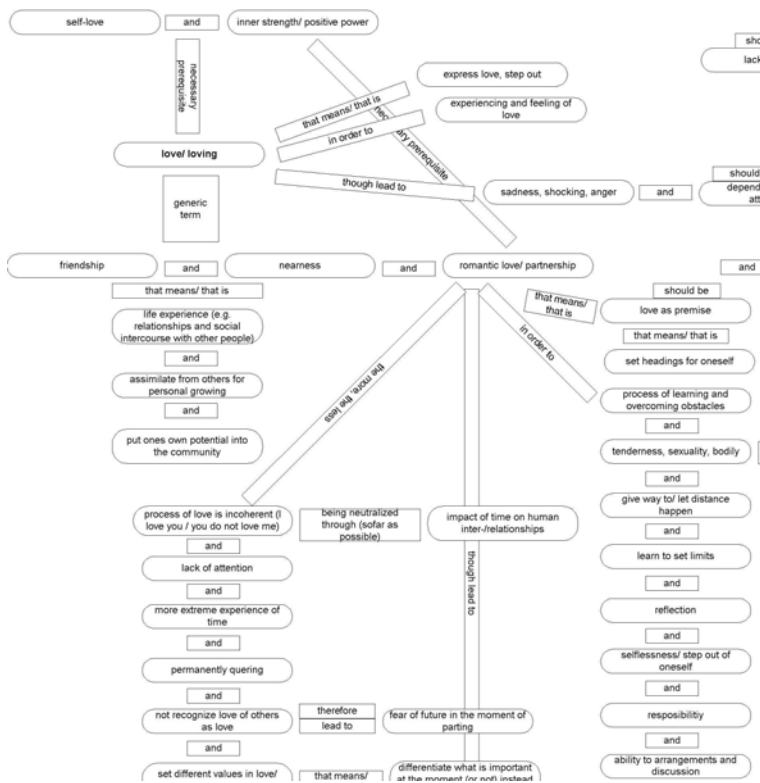 self-love
and
inner strength/ positive power
necessary
prerequisite
shou
lack
express love, step out
that means/ that is
experiencing and feeling of
love
in order to
necessary prerequisite
love/ loving
though lead to
sadness, shocking, anger
and
should
depend
att
generic
term
friendship
and
nearness
and
romantic love/ partnership
and
that means/ that is
that means/
that is
should be
life experience (e.g.
relationships and social
intercourse with other people)
love as premise
in order to
that means/ that is
and
set headings for oneself
the more, the less
assimilate from others for
personal growing
process of learning and
overcoming obstacles
and
and
put ones own potential into
the community
tenderness, sexuality, bodily
and
process of love is incoherent (I
love you / you do not love me)
being neutralized
through (sofar as
possible)
impact of time on human
inter-/relationships
give way to/ let distance
happen
and
and
lack of attention
learn to set limits
though lead to
and
and
more extreme experience of
time
reflection
and
and
permanently quering
selflessness/ step out of
oneself
and
and
not recognize love of others
as love
therefore
lead to
fear of future in the moment of
parting
resposibilitiy
and
and
set different values in love/
that means/
differentiate what is important
at the moment (or not) instead
ability to arrangements and
discussion